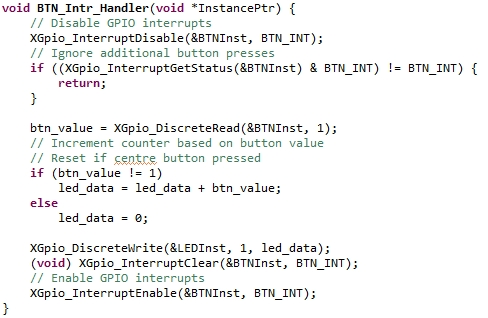 void BTN_Intr_Handler(void *InstancePtr) {
    // Disable GPIO interrupts
    XGpio_InterruptDisable(&BTNInst, BTN_INT);
    // Ignore additional button presses
    if ((XGpio_InterruptGetStatus(&BTNInst) & BTN_INT) != BTN_INT) {
        return;
    }
    btn_value = XGpio_DiscreteRead(&BTNInst, 1);
    // Increment counter based on button value
    // Reset if centre button pressed
    if (btn_value != 1)
        led_data = led_data + btn_value;
    else
        led_data = 0;
    XGpio_DiscreteWrite(&LEDInst, 1, led_data);
    (void) XGpio_InterruptClear(&BTNInst, BTN_INT);
    // Enable GPIO interrupts
    XGpio_InterruptEnable(&BTNInst, BTN_INT);
}